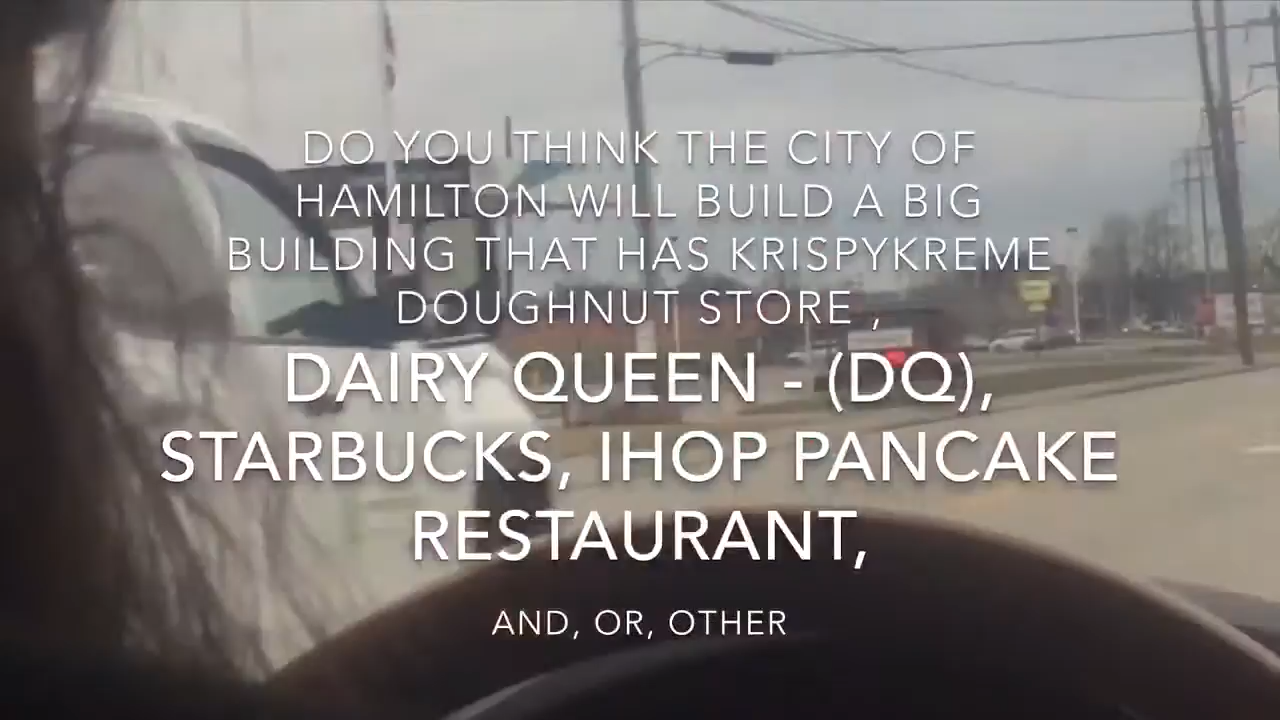 DO YOU THINK THE CITY OF
HAMILTON WILL BUILD A BIG
BUILDING THAT HAS KRISPYKREME
DOUGHNUT STORE ,
DAIRY QUEEN - (DQ),
STARBUCKS, IHOP PANCAKE
RESTAURANT,
AND, OR, OTHER